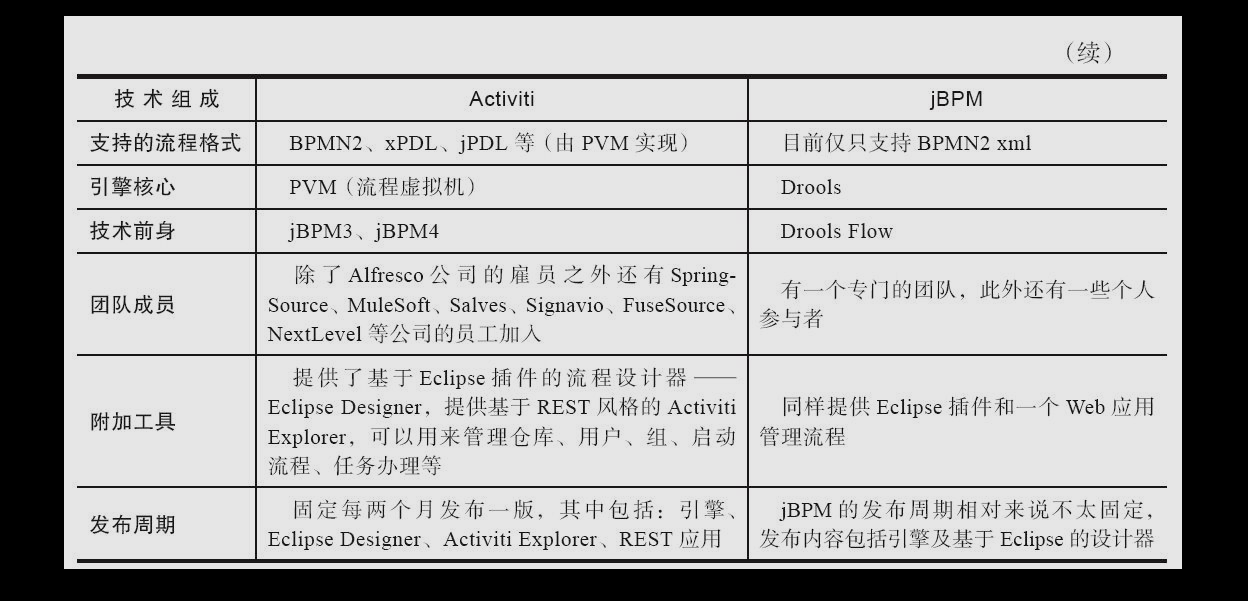 （续）
技术组成 Activiti jBPM
支持的流程格式 BPMN2、xPDL、jPDL 等（由 PVM 实现） 目前仅只支持 BPMN2 xml
引擎核心 PVM（流程虚拟机） Drools
技术前身 jBPM3、jBPM4 Drools Flow
团队成员
除了 Alfresco 公司的雇员之外还有 Spring-
Source、MuleSoft、Salves、Signavio、FuseSource、
NextLevel 等公司的员工加入
有一个专门的团队，此外还有一些个人
参与者
附加工具
提供了基于 Eclipse 插件的流程设计器 ——
Eclipse Designer，提供基于 REST 风格的 Activiti
Explorer，可以用来管理仓库、用户、组、启动
流程、任务办理等
同样提供 Eclipse 插件和一个 Web 应用
管理流程
发布周期
固定每两个月发布一版，其中包括：引擎、
Eclipse Designer、Activiti Explorer、REST 应用
jBPM 的发布周期相对来说不太固定，
发布内容包括引擎及基于 Eclipse 的设计器